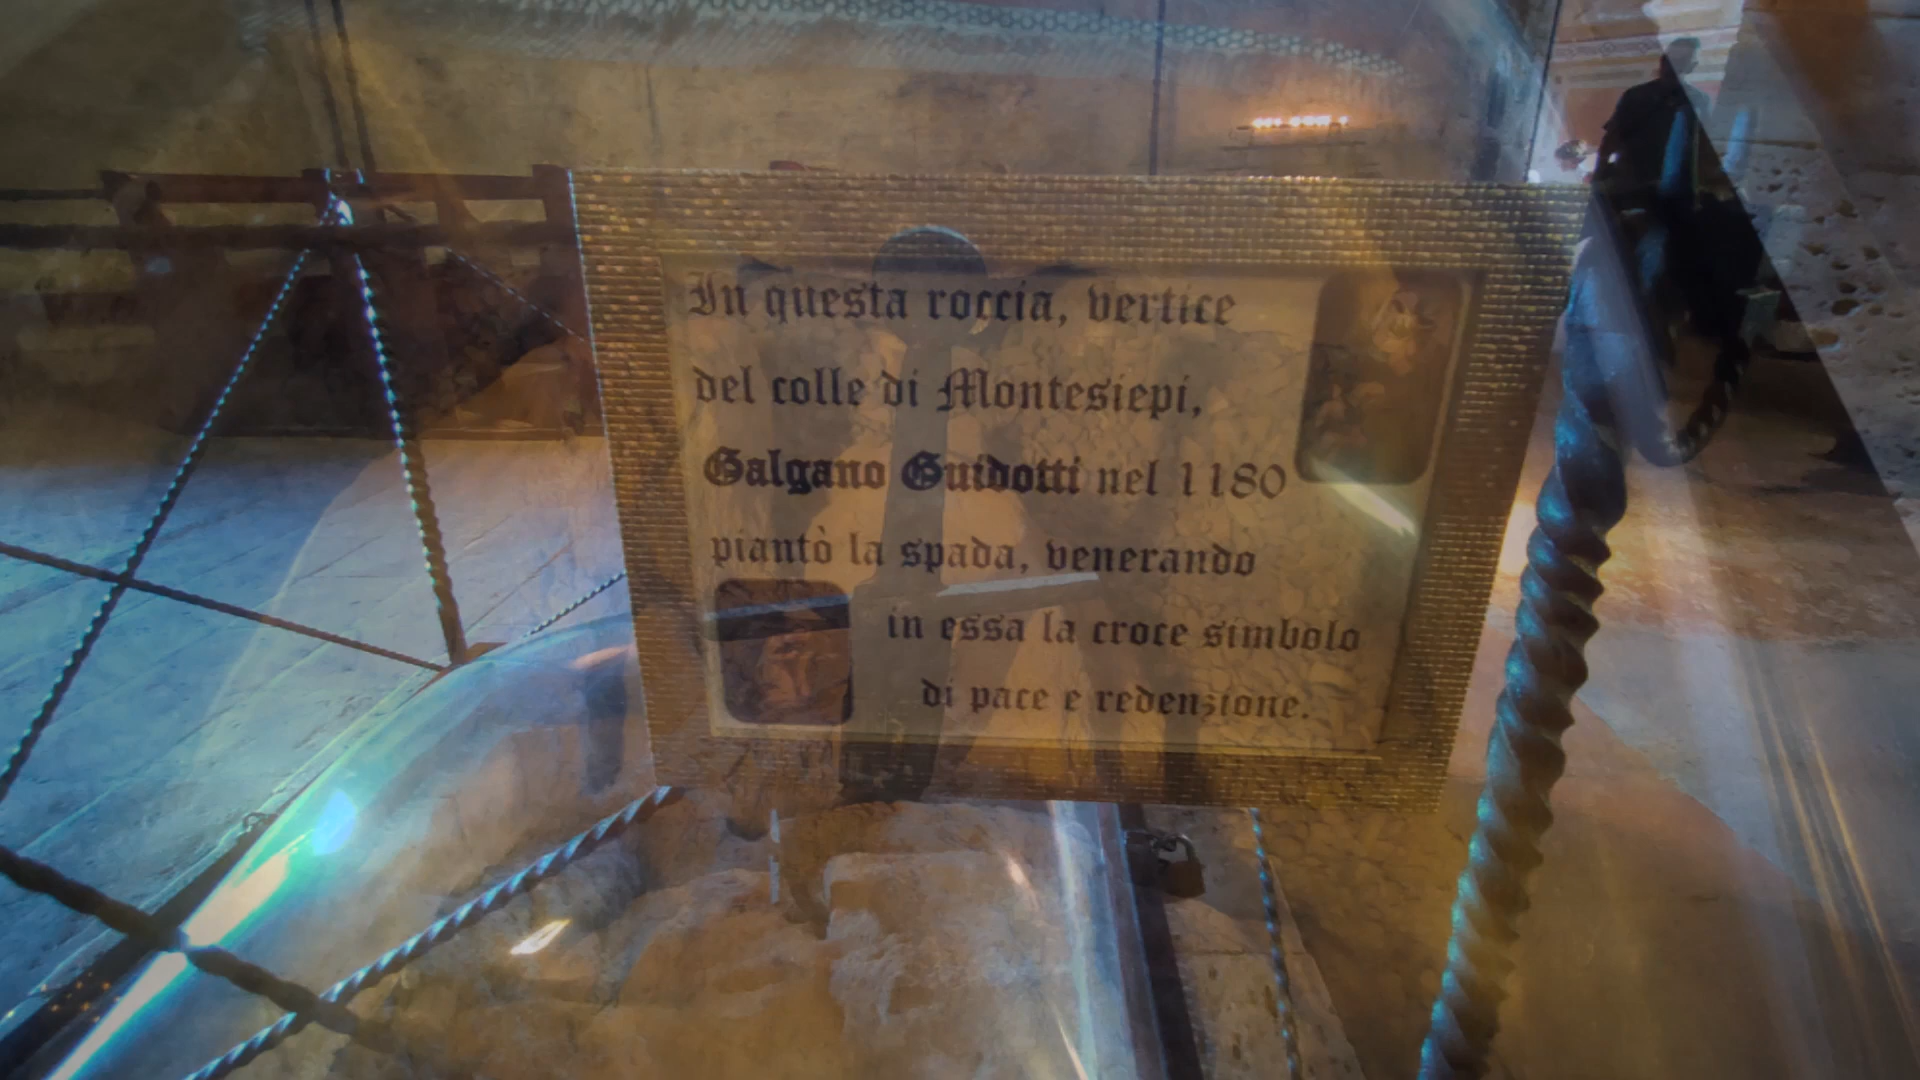 In questa roccia, vertice
del colle di Montesiepi,
Galgano Guidotti nel 1180
piantò la spada, venerando
in essa la croce simbolo
di pace e redenzione.